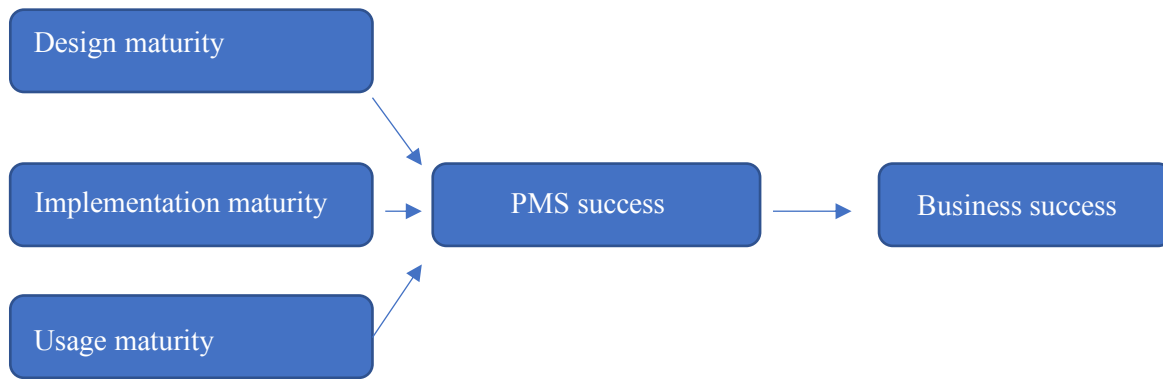 Design maturity
Implementation maturity
PMS success
Business success
Usage maturity